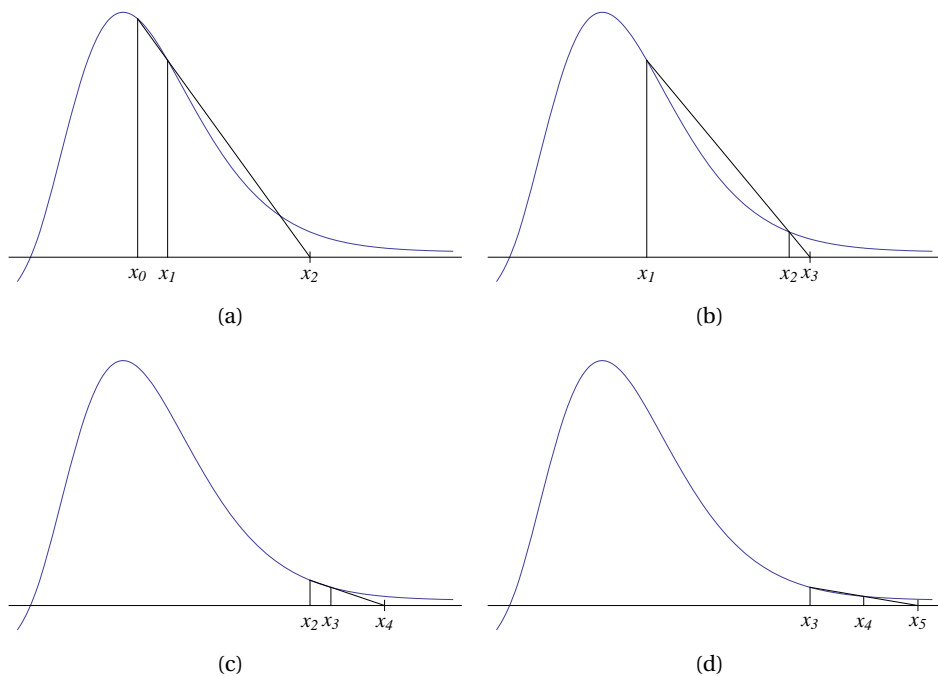 x0 x1 x2
x1 x2 x3
(a) (b)
x2 x3 x4
x3 x4 x5
(c) (d)